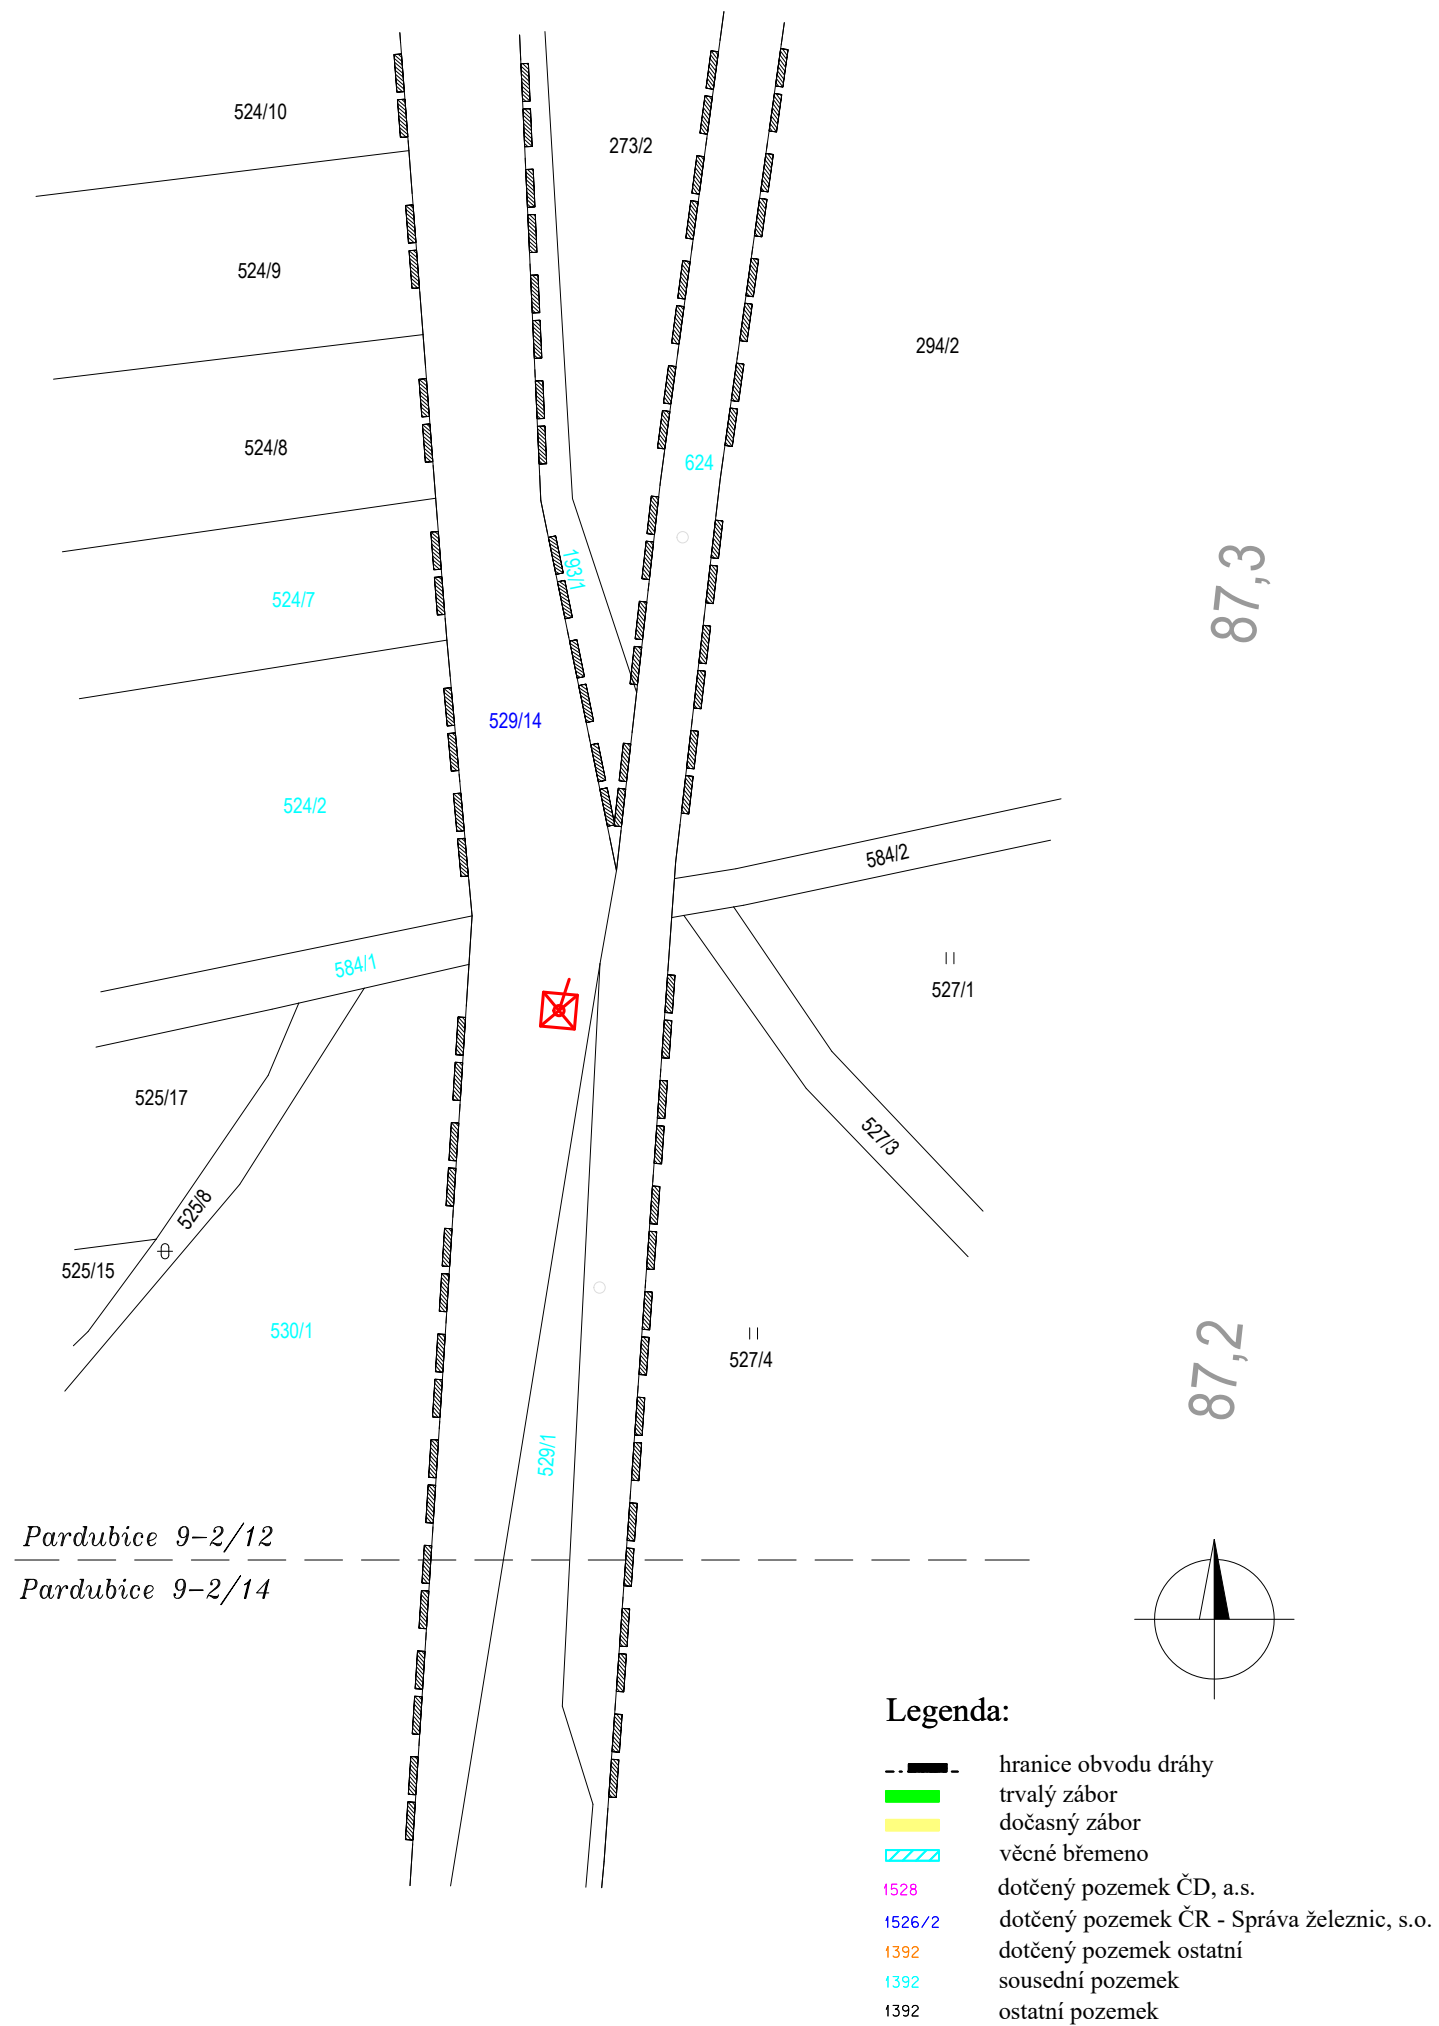 524/10
273/2
524/9
294/2
524/8
624
193/1
87,3
524/7
529/14
524/2
584/2
584/1
527/1
525/17
527/3
525/8
525/15
530/1
527/4
87,2
529/1
Pardubice 9-2/12
Pardubice 9-2/14
Legenda:
hranice obvodu dráhy
trvalý zábor
dočasný zábor
věcné břemeno
1528 dotčený pozemek ČD, a.s.
1526/2 dotčený pozemek ČR - Správa železnic, s.o.
1392 dotčený pozemek ostatní
1392 sousední pozemek
1392 ostatní pozemek